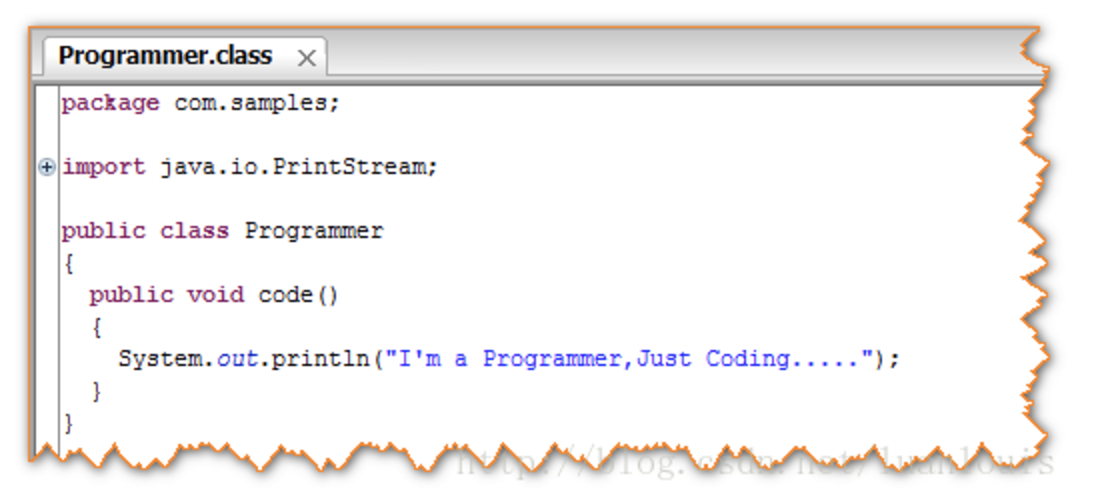 Programmer.class
package com.samples;
import java.io.PrintStream;
public class Programmer
{
public void code()
{
System.out.println("I'm a Programmer,Just Coding.....");
}
}
http://blog.csdn.net/luanlouis